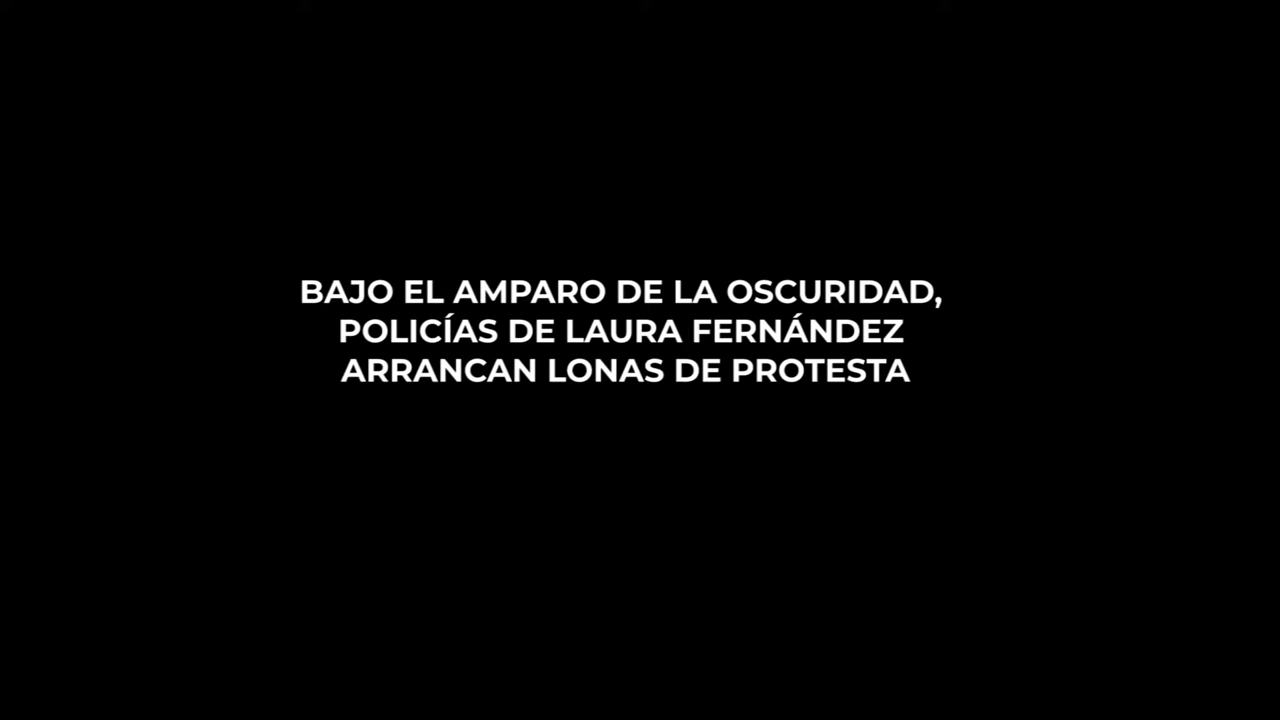 BAJO EL AMPARO DE LA OSCURIDAD,
POLICÍAS DE LAURA FERNÁNDEZ
ARRANCAN LONAS DE PROTESTA